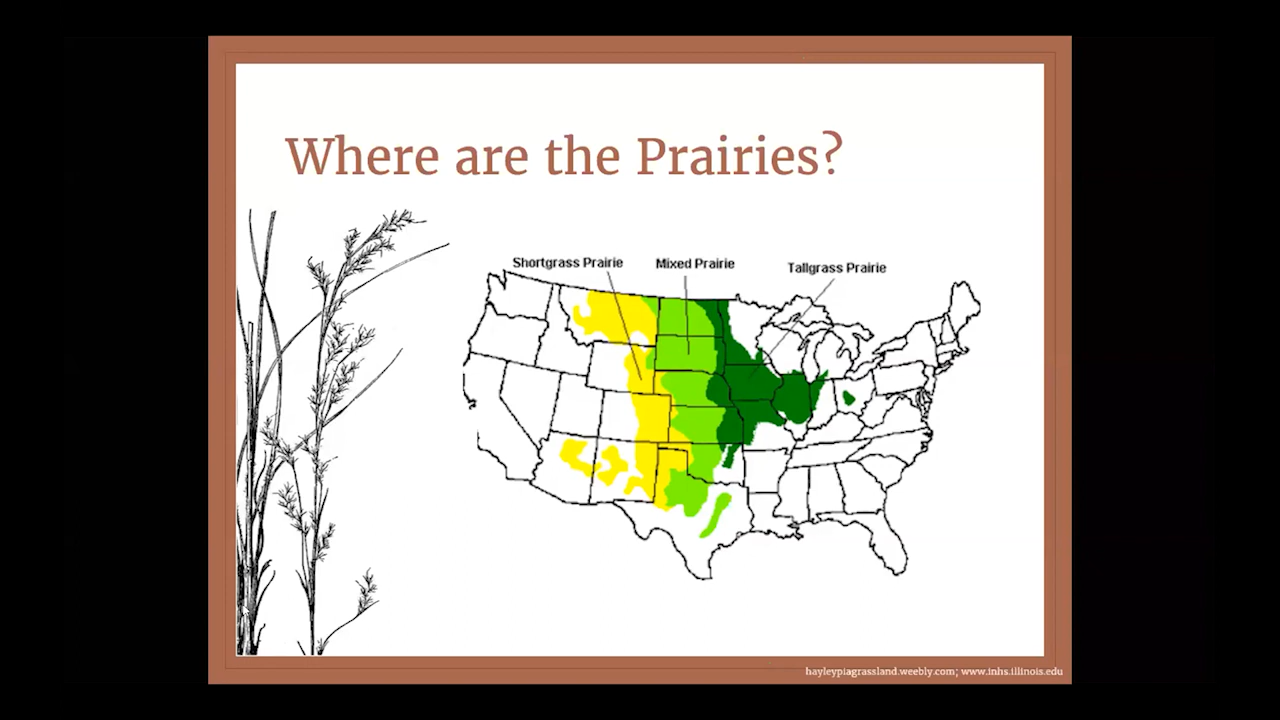 Where are the Prairies?
Shortgrass Prairie
Mixed Prairie
Tallgrass Prairie
hayleypiagrassland.weebly.com; www.inhs.illinois.edu